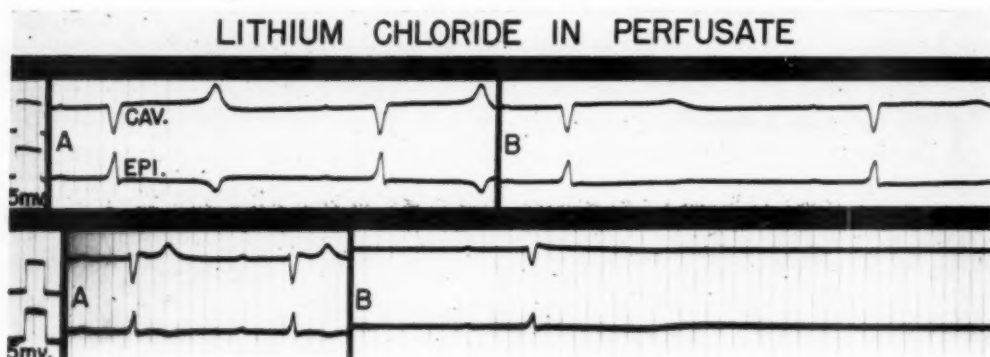 LITHIUM CHLORIDE IN PERFUSATE
CAV.
A
B
EPI.
5mv.
A
B
5mv.